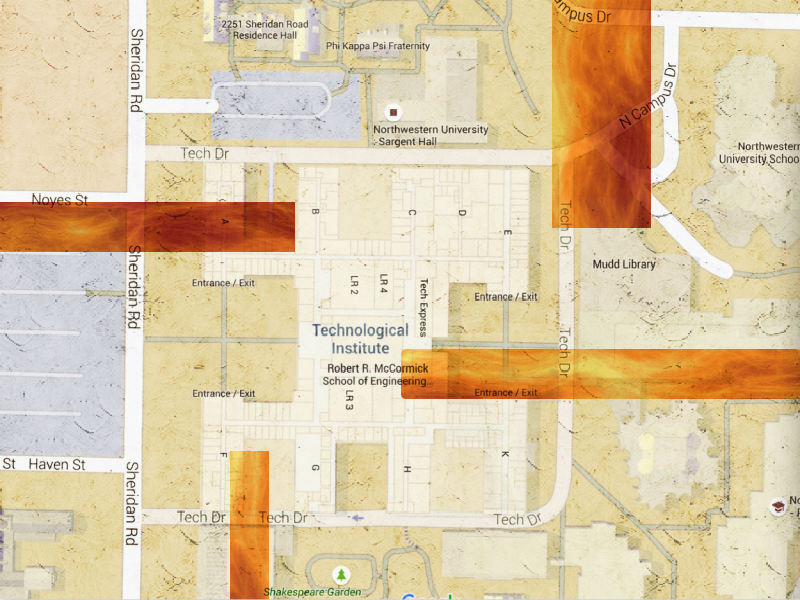 mpus Dr
2251 Sheridan Road
Residence Hall
Phi Kappa Psi Fraternity
Sheridan Rd
N Campus Dr
Northwestern University
Sargent Hall
Northwestern
University Schoo
Tech Dr
Noyes St
A
B
C
D
E
Tech Dr
Sheridan Rd
Mudd Library
Entrance / Exit
LR 2
LR 4
Tech Express
Entrance / Exit
Technological
Institute
Tech Dr
Robert R. McCormick
School of Engineering...
Entrance / Exit
LR 3
Entrance / Exit
St Haven St
F
G
H
K
Sheridan Rd
Tech Dr
Tech Dr
Tech Dr
No
Shakespeare Garden